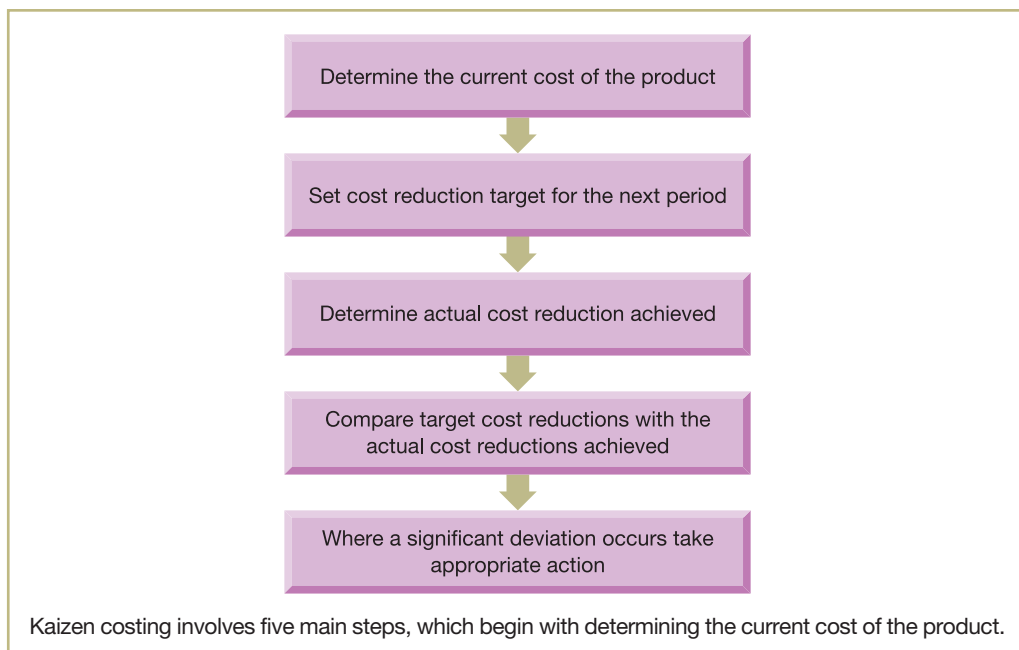 Determine the current cost of the product
Set cost reduction target for the next period
Determine actual cost reduction achieved
Compare target cost reductions with the
actual cost reductions achieved
Where a significant deviation occurs take
appropriate action
Kaizen costing involves five main steps, which begin with determining the current cost of the product.